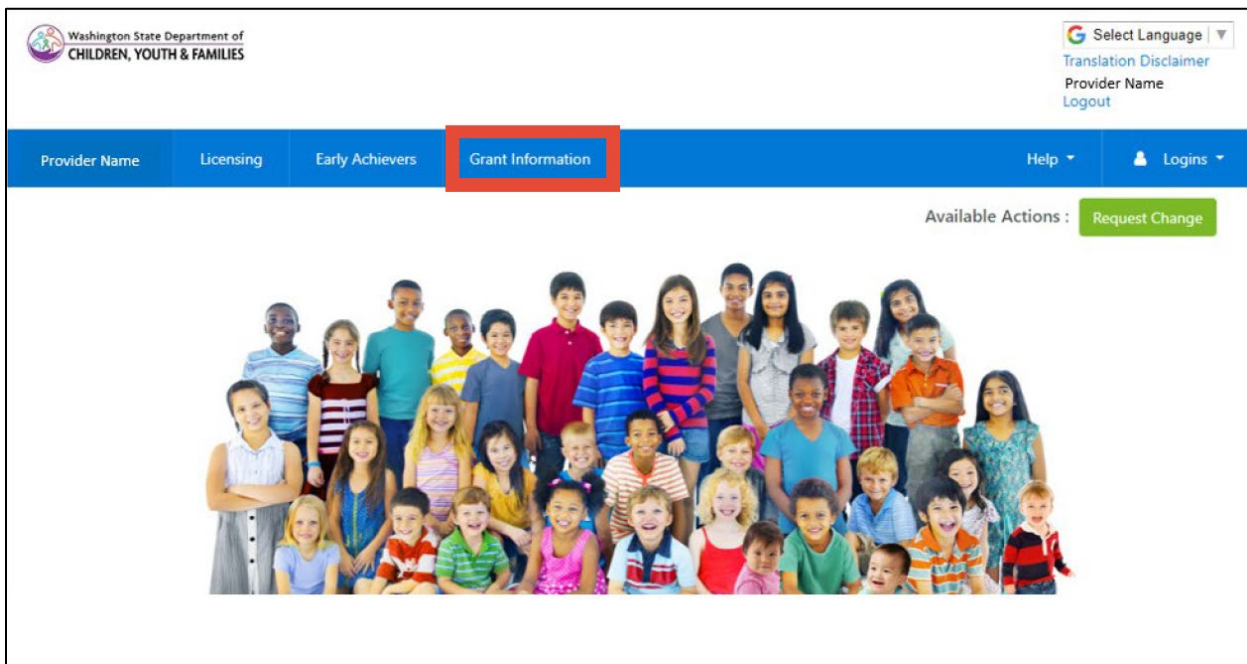 Washington State Department of
CHILDREN, YOUTH & FAMILIES
Select Language
Translation Disclaimer
Provider Name
Logout
Provider Name Licensing Early Achievers Grant Information Help Logins
Available Actions : Request Change